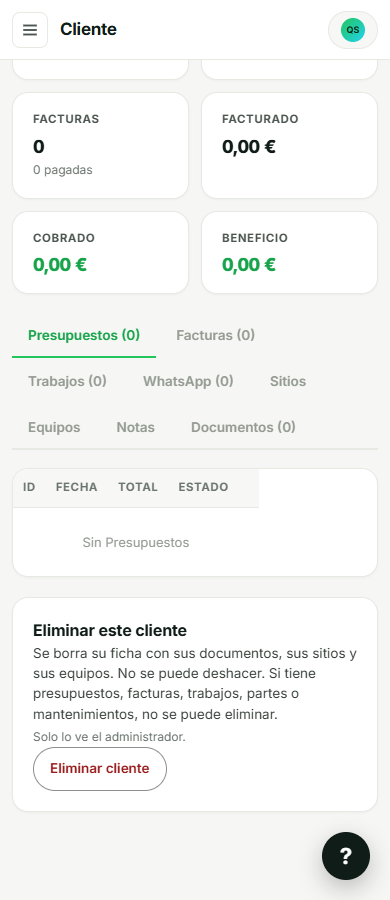 Cliente
QS
FACTURAS
0
0 pagadas
FACTURADO
0,00 €
COBRADO
0,00 €
BENEFICIO
0,00 €
Presupuestos (0)
Facturas (0)
Trabajos (0)
WhatsApp (0)
Sitios
Equipos
Notas
Documentos (0)
ID FECHA TOTAL ESTADO
Sin Presupuestos
Eliminar este cliente
Se borra su ficha con sus documentos, sus sitios y
sus equipos. No se puede deshacer. Si tiene
presupuestos, facturas, trabajos, partes o
mantenimientos, no se puede eliminar.
Solo lo ve el administrador.
Eliminar cliente
?